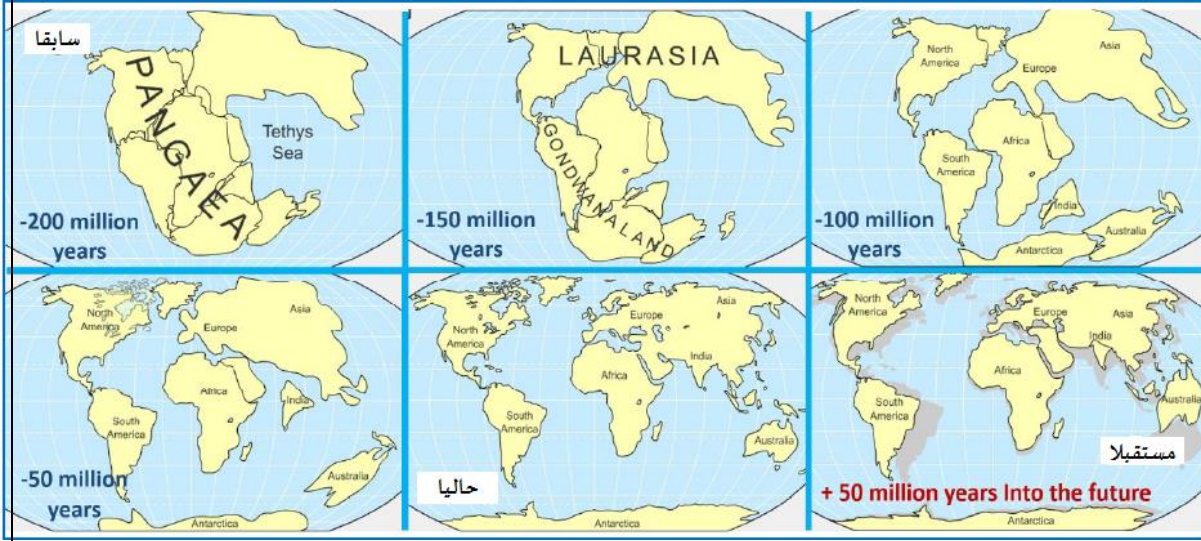 سابقا
PANGAEA
Tethys
Sea
-200 million
years
LAURASIA
GONDWANALAND
-150 million
years
North
America
Asia
Europe
Africa
South
America
India
Australia
Antarctica
-100 million
years
North
America
Asia
Europe
Africa
India
South
America
Australia
Antarctica
-50 million
years
North
America
Europe
Asia
India
Africa
South
America
Australia
حاليا
Antarctica
North
America
Europe
Asia
India
Africa
South
America
Australia
مستقبلا
+ 50 million years Into the future
Antarctica